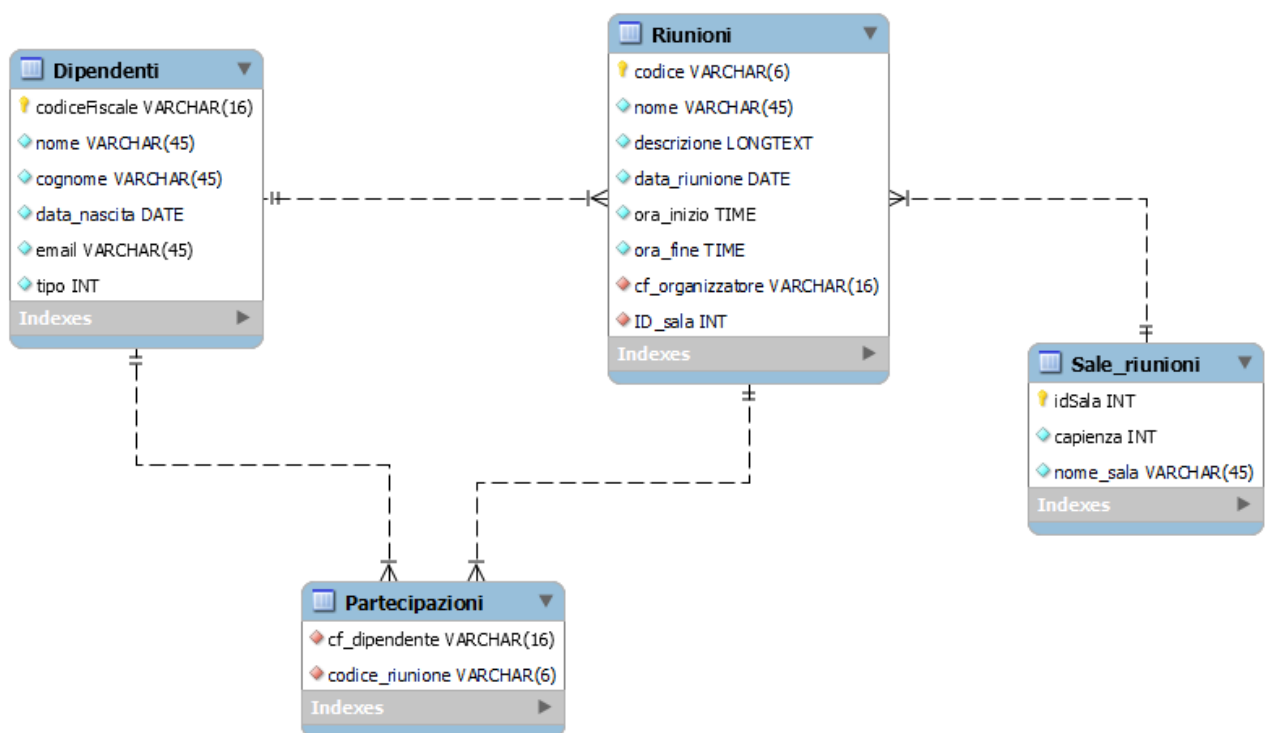 Dipendenti
codiceFiscale VARCHAR(16)
nome VARCHAR(45)
cognome VARCHAR(45)
data_nascita DATE
email VARCHAR(45)
tipo INT
Indexes
Riunioni
codice VARCHAR(6)
nome VARCHAR(45)
descrizione LONGTEXT
data_riunione DATE
ora_inizio TIME
ora_fine TIME
cf_organizzatore VARCHAR(16)
ID_sala INT
Indexes
Sale_riunioni
idSala INT
capienza INT
nome_sala VARCHAR(45)
Indexes
Partecipazioni
cf_dipendente VARCHAR(16)
codice_riunione VARCHAR(6)
Indexes